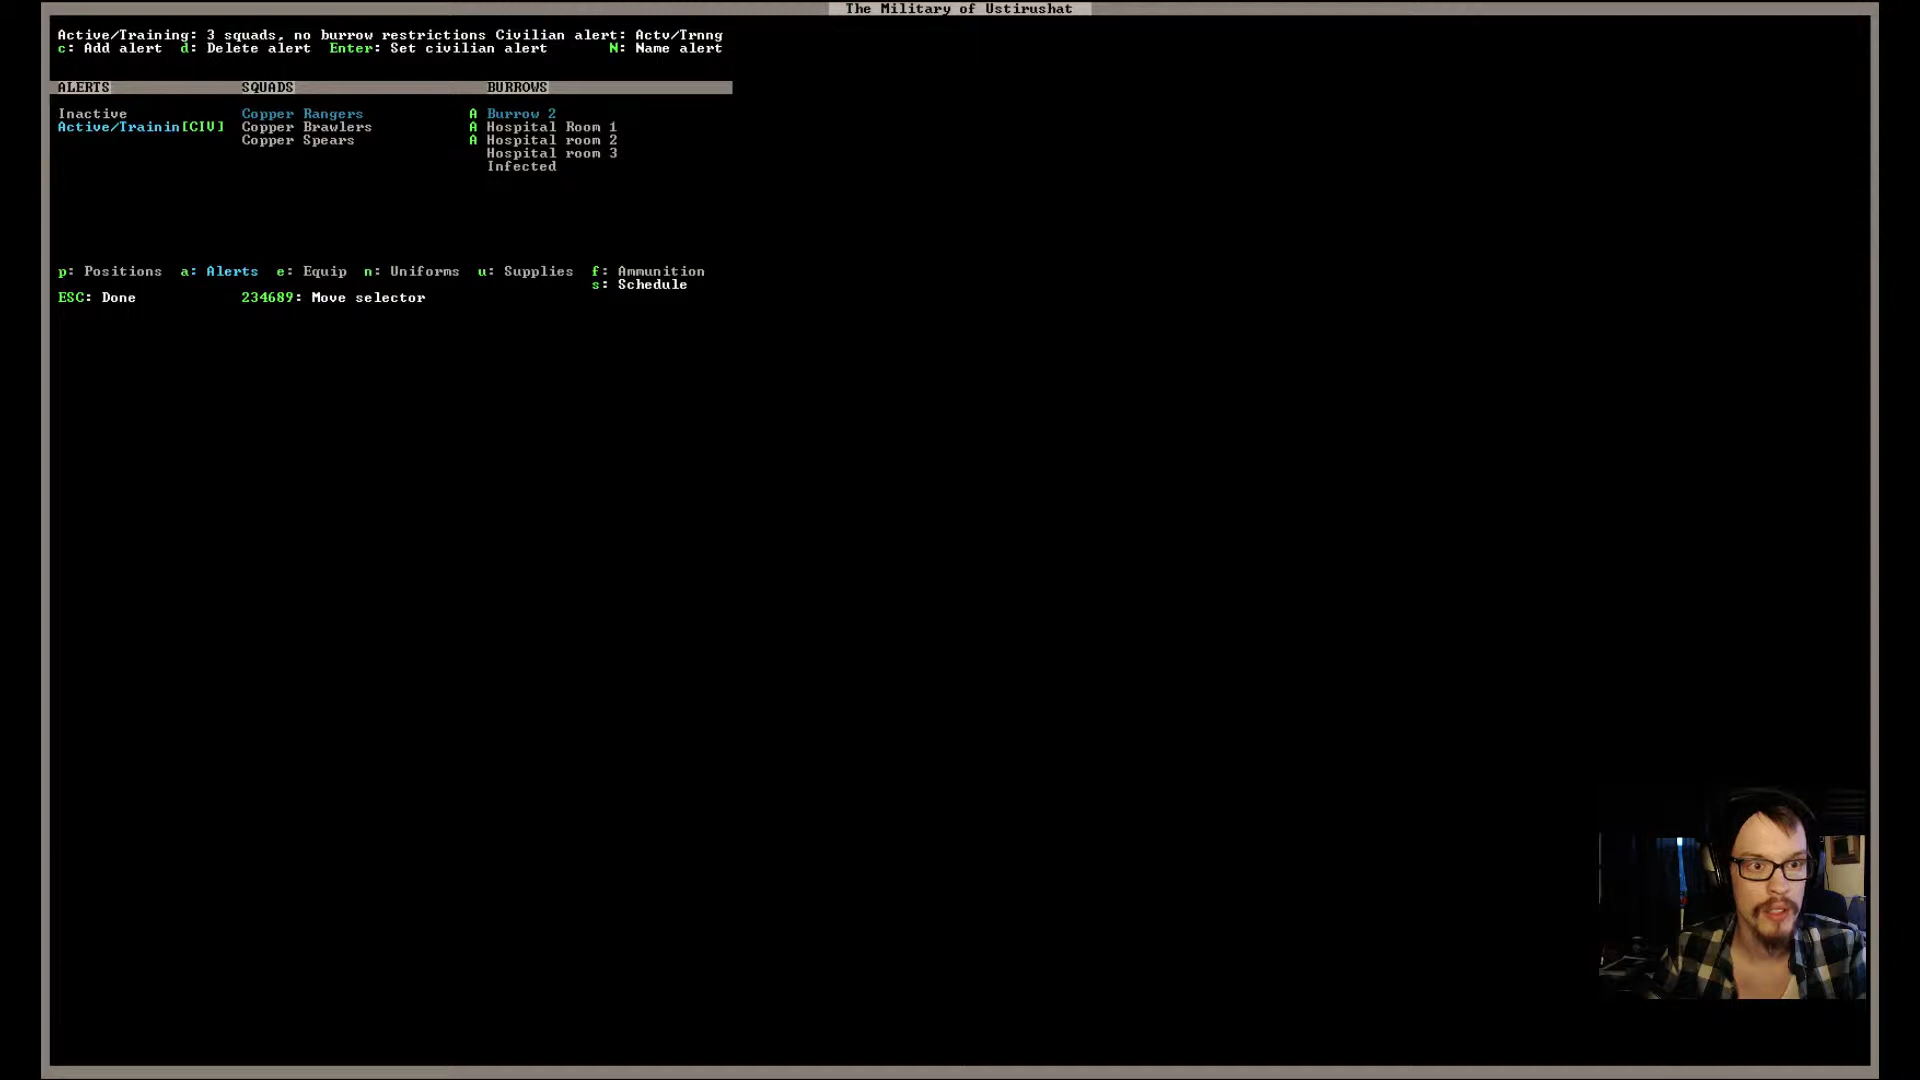 The Military of Ustirushat
Active/Training: 3 squads, no burrow restrictions Civilian alert: Actv/Trnng
c: Add alert d: Delete alert Enter: Set civilian alert N: Name alert
ALERTS SQUADS BURROWS
Inactive Copper Rangers A Burrow 2
Active/Trainin[CIV] Copper Brawlers A Hospital Room 1
Copper Spears A Hospital room 2
Hospital room 3
Infected
p: Positions a: Alerts e: Equip n: Uniforms u: Supplies f: Ammunition
s: Schedule
ESC: Done 234689: Move selector